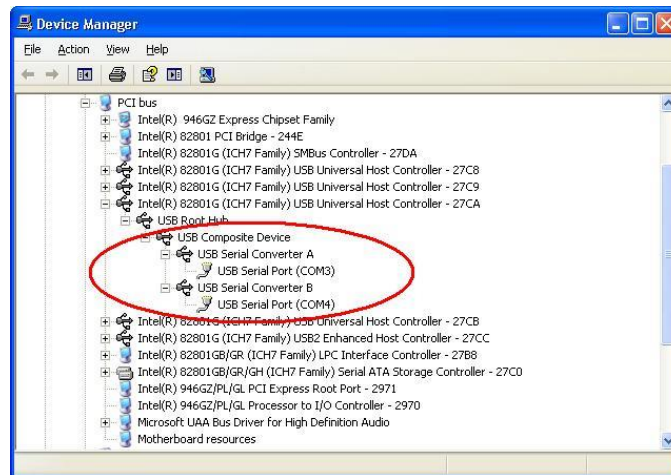 Device Manager
File Action View Help
PCI bus
Intel(R) 946GZ Express Chipset Family
Intel(R) 82801 PCI Bridge - 244E
Intel(R) 82801G (ICH7 Family) SMBus Controller - 27DA
Intel(R) 82801G (ICH7 Family) USB Universal Host Controller - 27C8
Intel(R) 82801G (ICH7 Family) USB Universal Host Controller - 27C9
Intel(R) 82801G (ICH7 Family) USB Universal Host Controller - 27CA
USB Root Hub
USB Composite Device
USB Serial Converter A
USB Serial Port (COM3)
USB Serial Converter B
USB Serial Port (COM4)
Intel(R) 82801G (ICH7 Family) USB Universal Host Controller - 27CB
Intel(R) 82801G (ICH7 Family) USB2 Enhanced Host Controller - 27CC
Intel(R) 82801GB/GR (ICH7 Family) LPC Interface Controller - 27B8
Intel(R) 82801GB/GR/GH (ICH7 Family) Serial ATA Storage Controller - 27C0
Intel(R) 946GZ/PL/GL PCI Express Root Port - 2971
Intel(R) 946GZ/PL/GL Processor to I/O Controller - 2970
Microsoft UAA Bus Driver for High Definition Audio
Motherboard resources